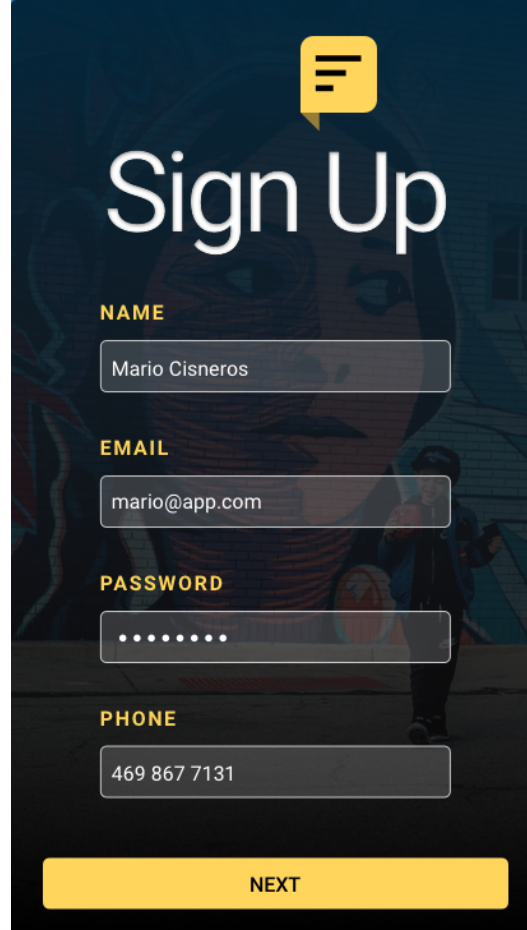 Sign Up
NAME
Mario Cisneros
EMAIL
mario@app.com
PASSWORD
••••••••
PHONE
469 867 7131
NEXT